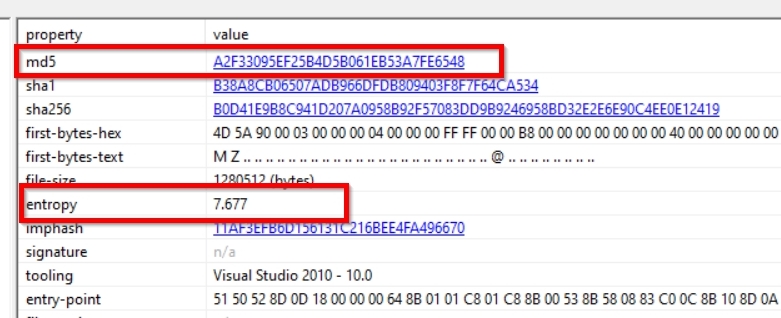 property value
md5 A2F33095EF25B4D5B061EB53A7FE6548
sha1 B38A8CB06507ADB966DFDB809403F8F7F64CA534
sha256 B0D41E9B8C941D207A0958B92F57083DD9B9246958BD32E2E6E90C4EE0E12419
first-bytes-hex 4D 5A 90 00 03 00 00 00 04 00 00 00 FF FF 00 00 B8 00 00 00 00 00 00 00 40 00 00 00 00 00
first-bytes-text M Z .. .. .. .. .. .. .. .. .. .. .. .. .. .. .. .. .. .. .. .. @ .. .. .. .. .. .. ..
file-size 1280512 (bytes)
entropy 7.677
imphash 11AF3EFB6D156131C216BEE4FA496670
signature n/a
tooling Visual Studio 2010 - 10.0
entry-point 51 50 52 8D 0D 18 00 00 00 64 8B 01 01 C8 01 C8 8B 00 53 8B 58 08 83 C0 0C 8B 10 8D 0A